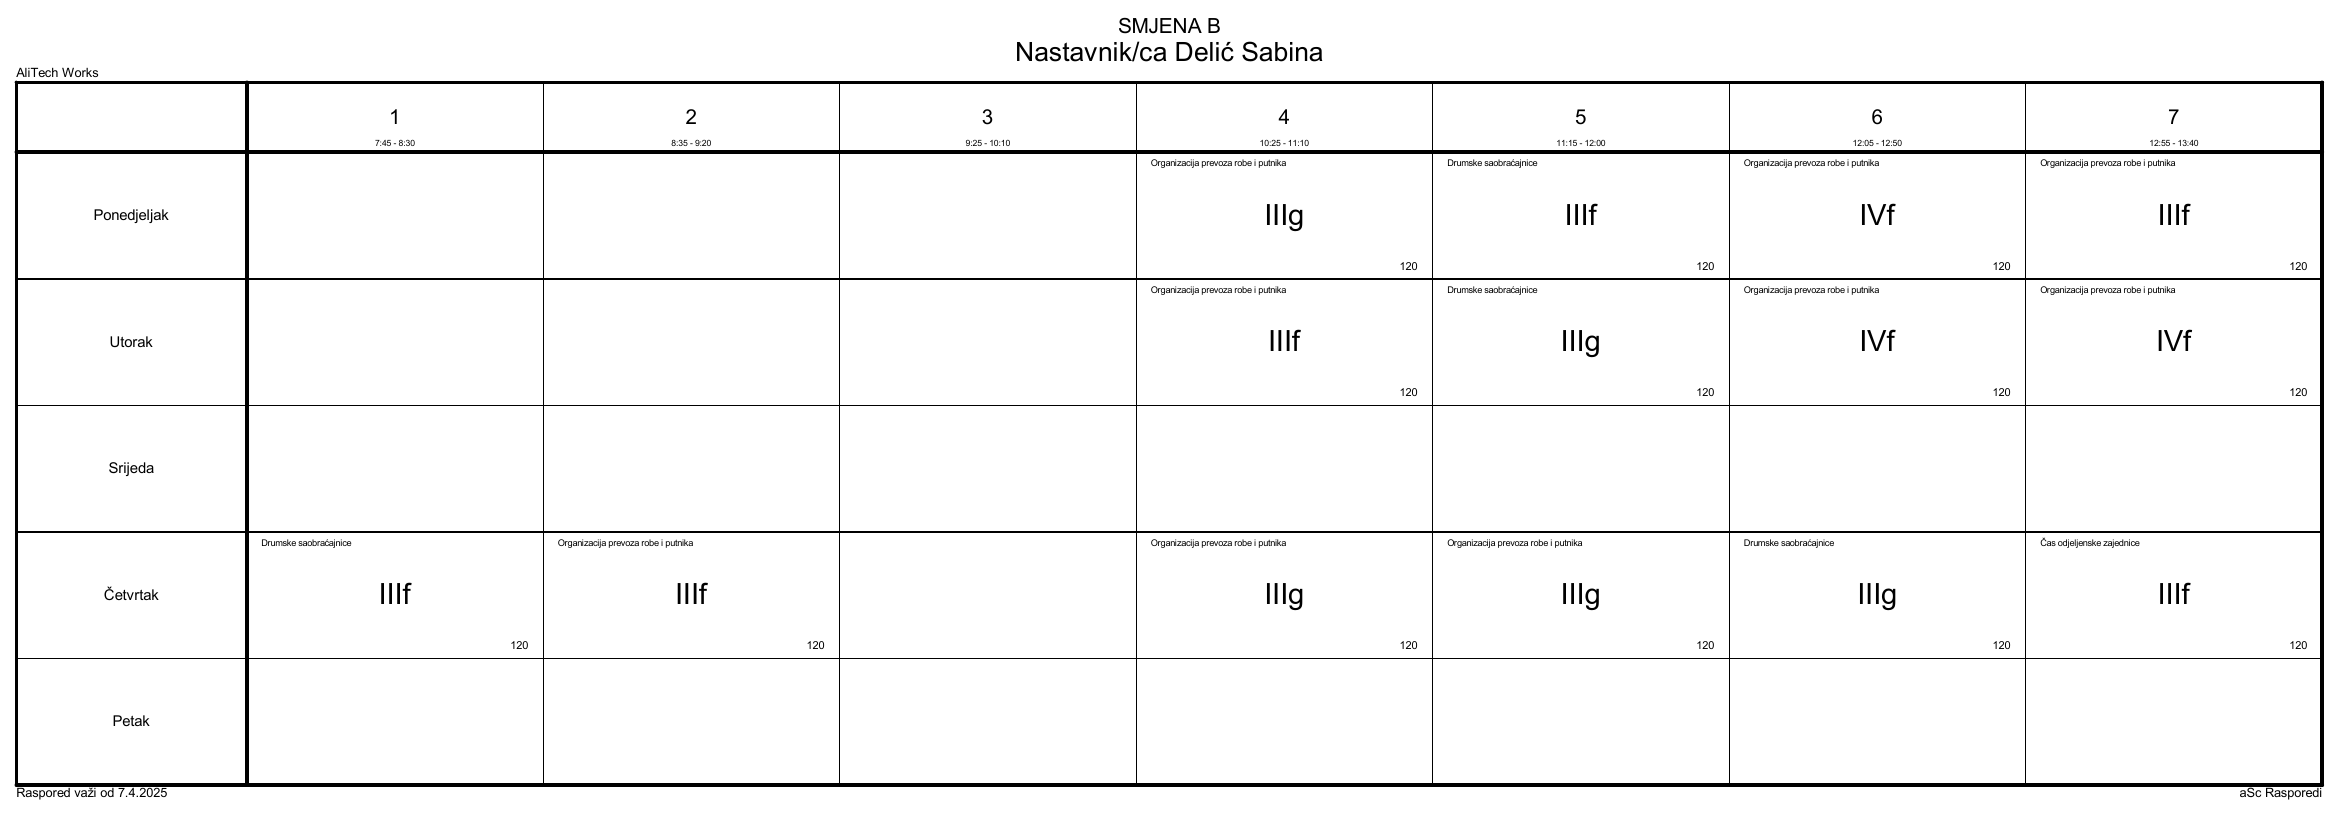 SMJENA B
Nastavnik/ca Delić Sabina
AliTech Works
1 2 3 4 5 6 7
7:45 - 8:30 8:35 - 9:20 9:25 - 10:10 10:25 - 11:10 11:15 - 12:00 12:05 - 12:50 12:55 - 13:40
Organizacija prevoza robe i putnika Drumske saobraćajnice Organizacija prevoza robe i putnika Organizacija prevoza robe i putnika
Ponedjeljak IIIg IIIf IVf IIIf
120 120 120 120
Organizacija prevoza robe i putnika Drumske saobraćajnice Organizacija prevoza robe i putnika Organizacija prevoza robe i putnika
Utorak IIIf IIIg IVf IVf
120 120 120 120
Srijeda
Drumske saobraćajnice Organizacija prevoza robe i putnika Organizacija prevoza robe i putnika Organizacija prevoza robe i putnika Drumske saobraćajnice Čas odjeljenske zajednice
Četvrtak IIIf IIIf IIIg IIIg IIIg IIIf
120 120 120 120 120 120
Petak
Raspored važi od 7.4.2025 aSc Rasporedi